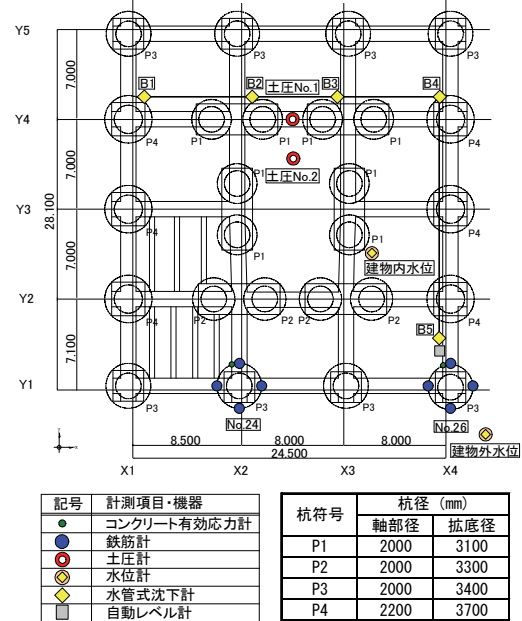 Y5
P3 P3 P3 P3
7.000
B1 B2 土圧No.1 B3 B4
Y4
P4 P1 P1 P1 P1 P4
7.000
P1 土圧No.2 P1
28.100
Y3
P4 P1 P1 P4
7.000
建物内水位
Y2
P4 P2 P2 P2 P2 P4
B5
7.100
Y1
P3 P3 P3 P3
No.24 No.26
8.500 8.000 8.000
24.500
建物外水位
X1 X2 X3 X4
記号 計測項目・機器
コンクリート有効応力計
鉄筋計
土圧計
水位計
水管式沈下計
自動レベル計
杭符号 杭径 (mm)
軸部径 拡底径
P1 2000 3100
P2 2000 3300
P3 2000 3400
P4 2200 3700